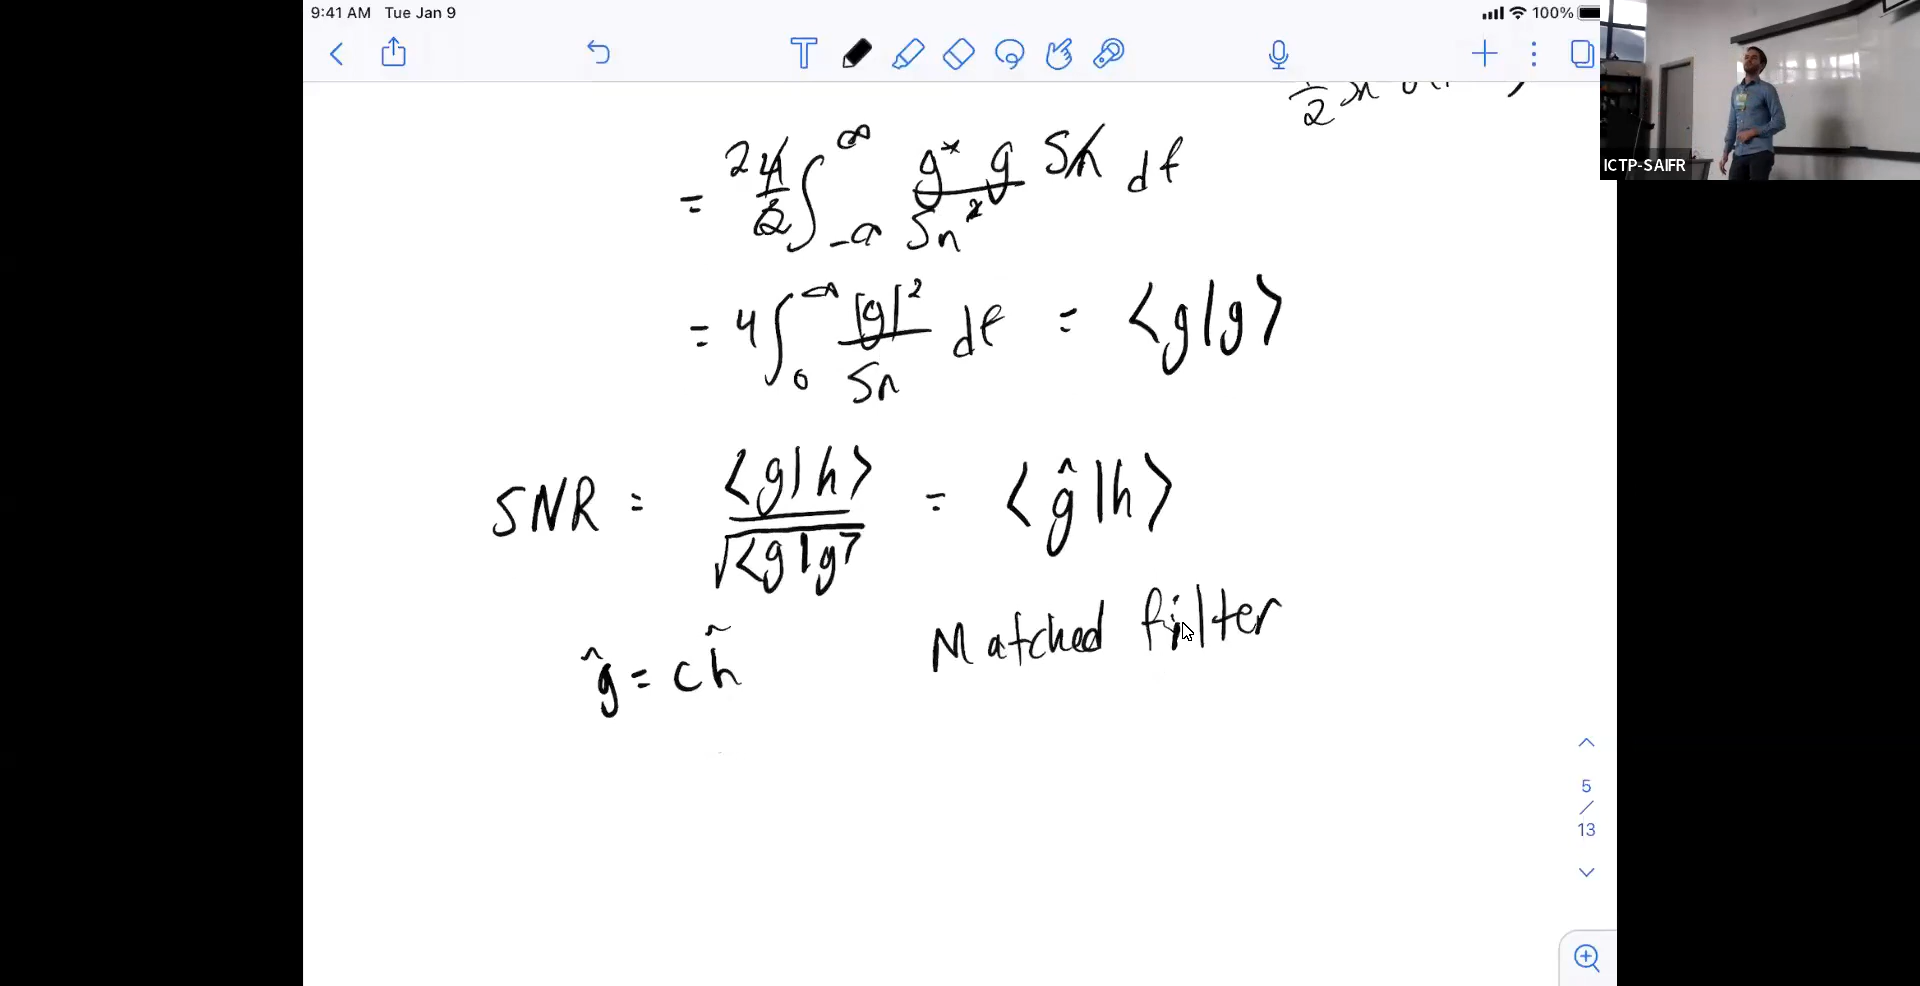 9:41 AM Tue Jan 9 100%
T
ICTP-SAIFR
= 2 4/2 ∫_{-∞}^{∞} g* g / Sn² Sn df
= 4 ∫_0^∞ |g|² / Sn df = ⟨g|g⟩
SNR = ⟨g|h⟩ / √⟨g|g⟩ = ⟨ĝ|h⟩
Matched filter
ĝ = c h̃
5
/
13